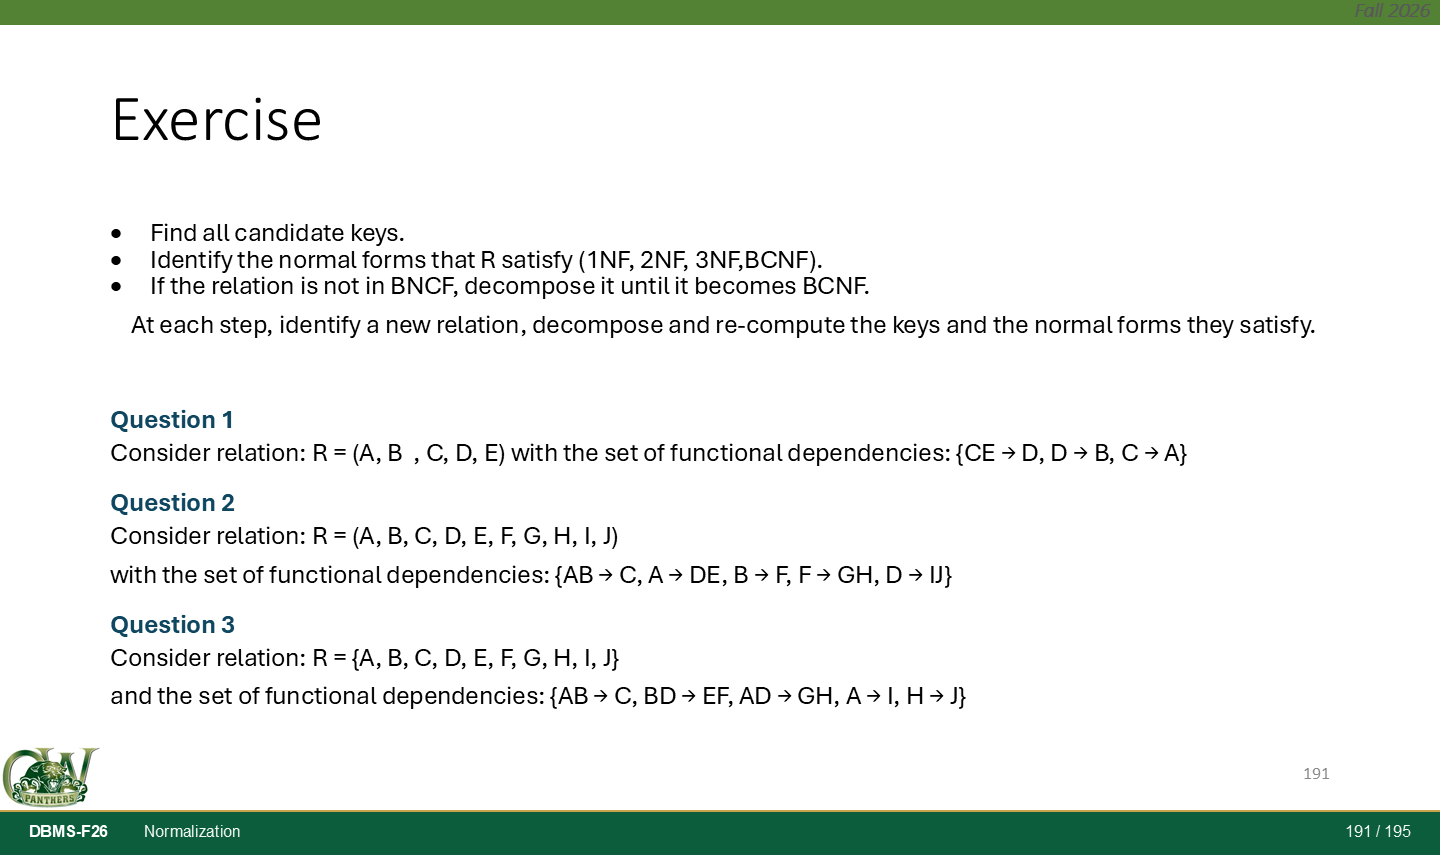 Fall 2026
Exercise
• Find all candidate keys.
• Identify the normal forms that R satisfy (1NF, 2NF, 3NF,BCNF).
• If the relation is not in BNCF, decompose it until it becomes BCNF.
At each step, identify a new relation, decompose and re-compute the keys and the normal forms they satisfy.
Question 1
Consider relation: R = (A, B , C, D, E) with the set of functional dependencies: {CE → D, D → B, C → A}
Question 2
Consider relation: R = (A, B, C, D, E, F, G, H, I, J)
with the set of functional dependencies: {AB → C, A → DE, B → F, F → GH, D → IJ}
Question 3
Consider relation: R = {A, B, C, D, E, F, G, H, I, J}
and the set of functional dependencies: {AB → C, BD → EF, AD → GH, A → I, H → J}
OW
PANTHERS
191
DBMS-F26 Normalization 191 / 195